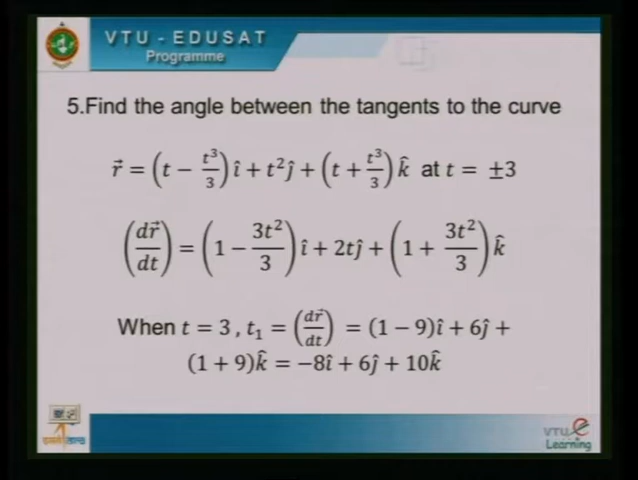 VTU - EDUSAT
Programme
5.Find the angle between the tangents to the curve
r⃗ = (t − t³/3) î + t² ĵ + (t + t³/3) k̂ at t = ±3
(dr⃗/dt) = (1 − 3t²/3) î + 2tĵ + (1 + 3t²/3) k̂
When t = 3 , t₁ = (dr⃗/dt) = (1 − 9)î + 6ĵ +
(1 + 9)k̂ = −8î + 6ĵ + 10k̂
VTU e
Learning